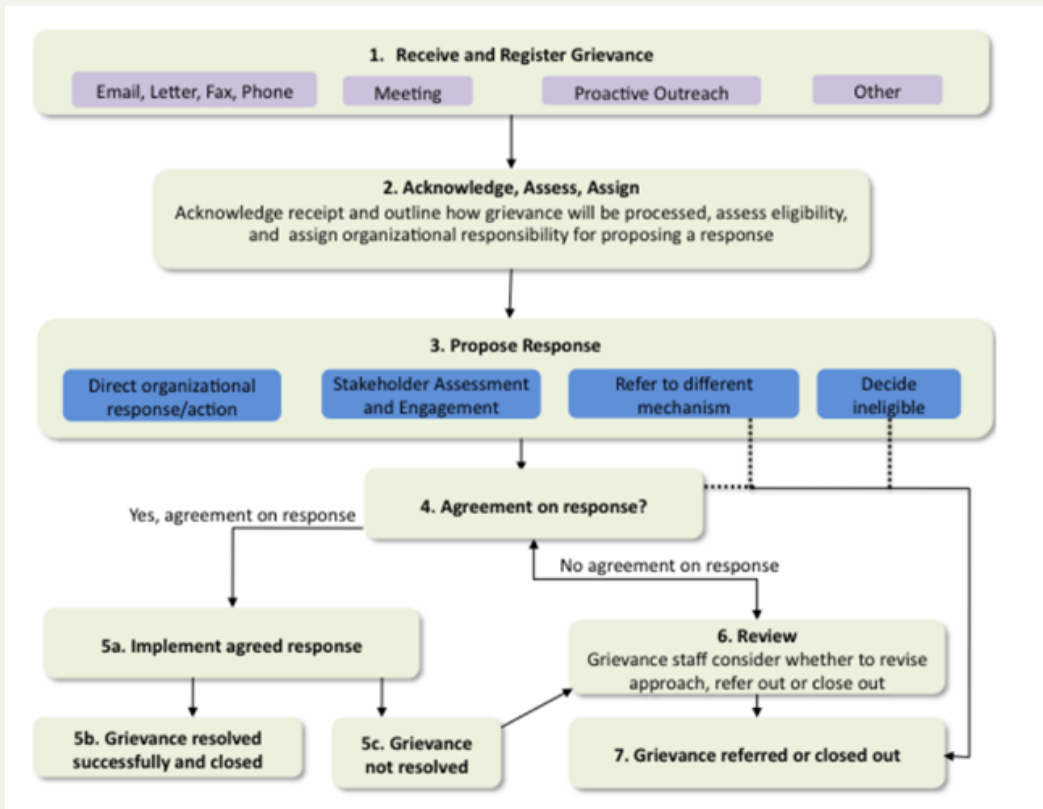 1. Receive and Register Grievance
Email, Letter, Fax, Phone
Meeting
Proactive Outreach
Other
2. Acknowledge, Assess, Assign
Acknowledge receipt and outline how grievance will be processed, assess eligibility,
and assign organizational responsibility for proposing a response
3. Propose Response
Direct organizational
response/action
Stakeholder Assessment
and Engagement
Refer to different
mechanism
Decide
ineligible
4. Agreement on response?
Yes, agreement on response
No agreement on response
5a. Implement agreed response
6. Review
Grievance staff consider whether to revise
approach, refer out or close out
5b. Grievance resolved
successfully and closed
5c. Grievance
not resolved
7. Grievance referred or closed out